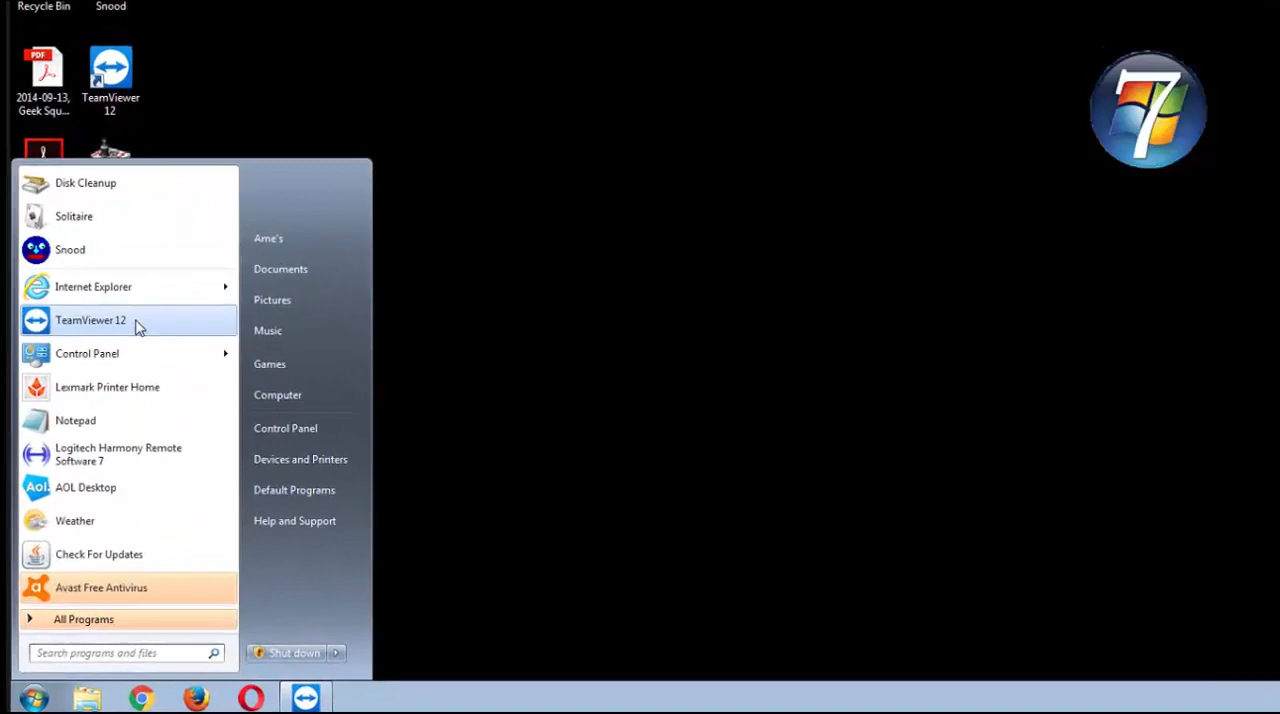 Recycle Bin
Snood
2014-09-13,
Geek Squ...
TeamViewer
12
7
Disk Cleanup
Solitaire
Snood
Internet Explorer
TeamViewer 12
Control Panel
Lexmark Printer Home
Notepad
Logitech Harmony Remote
Software 7
AOL Desktop
Weather
Check For Updates
Avast Free Antivirus
All Programs
Search programs and files
Ame's
Documents
Pictures
Music
Games
Computer
Control Panel
Devices and Printers
Default Programs
Help and Support
Shut down
PDF
Aol.